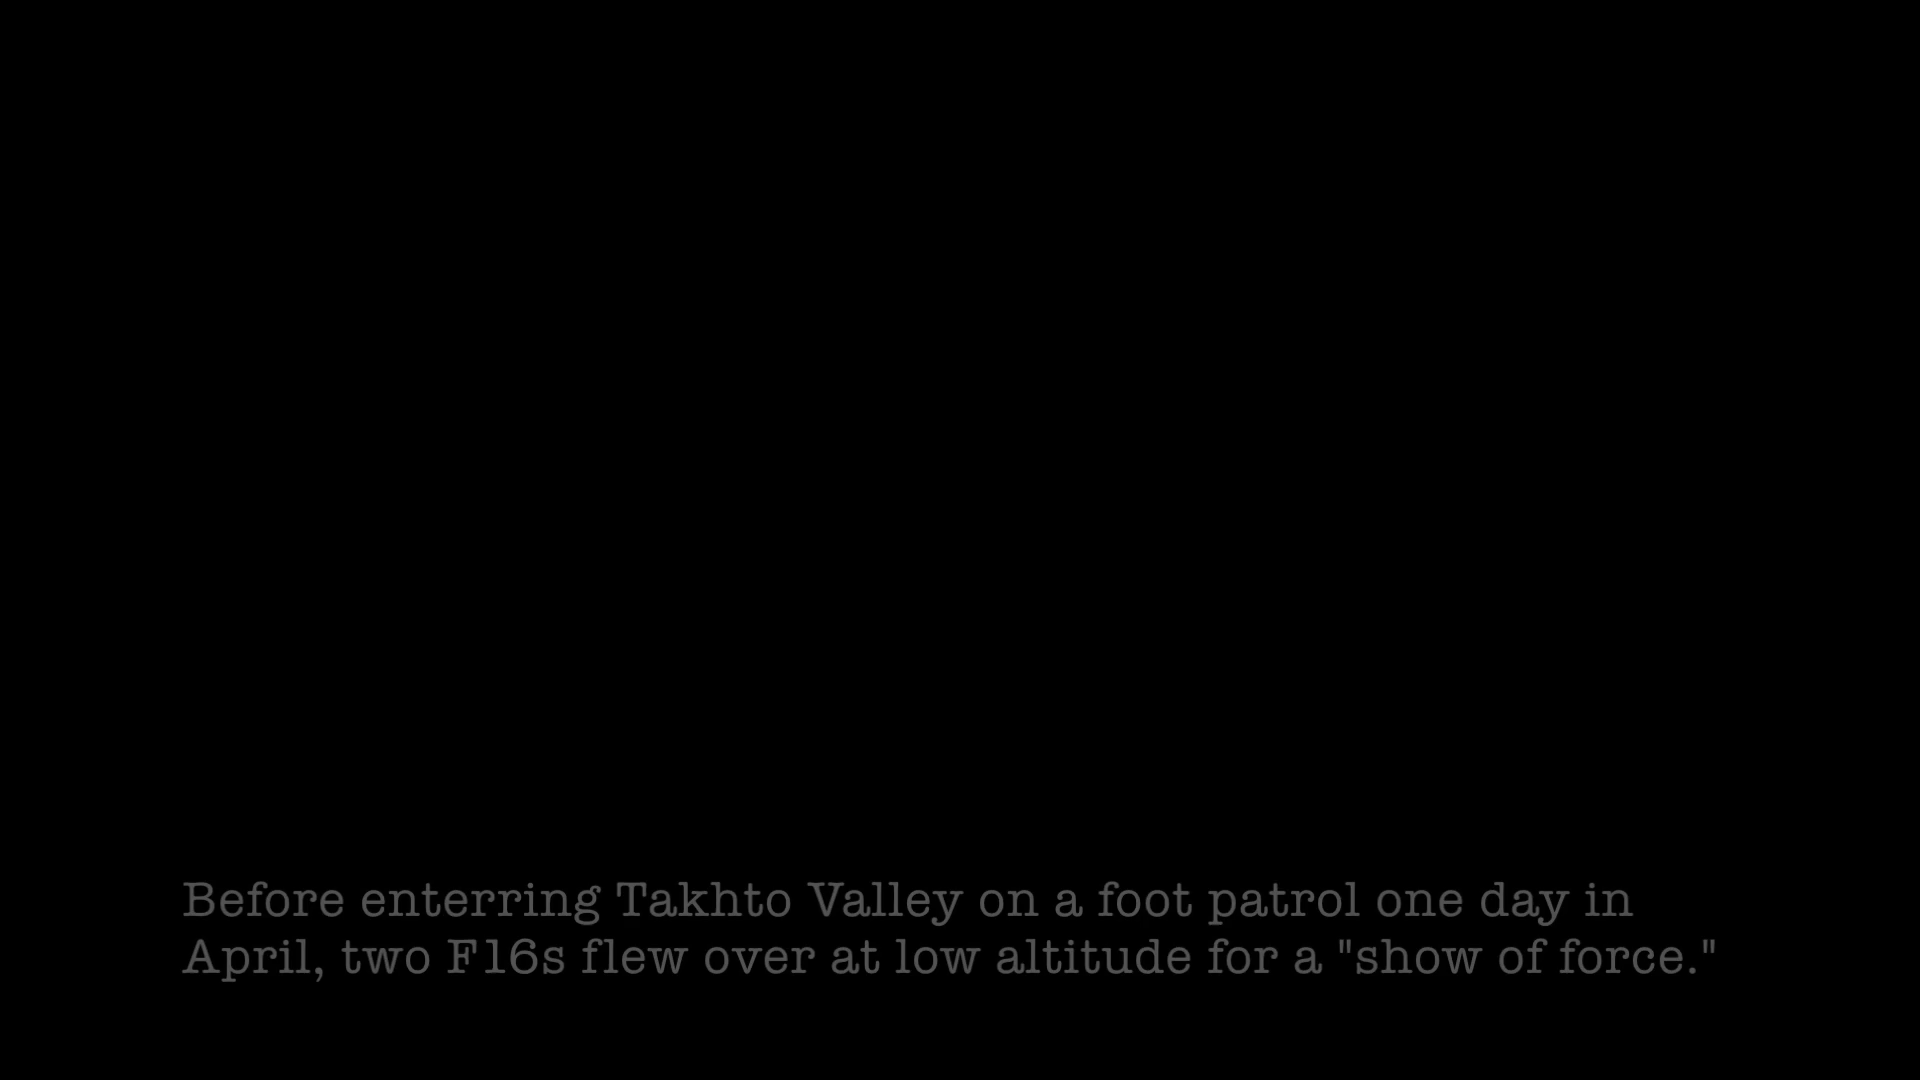 Before enterring Takhto Valley on a foot patrol one day in
April, two F16s flew over at low altitude for a "show of force."